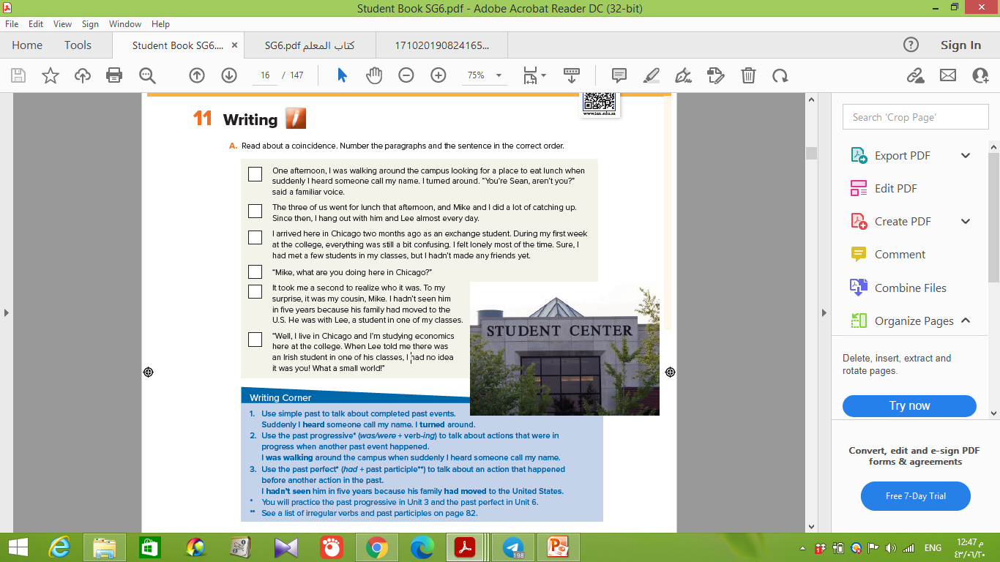 Student Book SG6.pdf - Adobe Acrobat Reader DC (32-bit)
File Edit View Sign Window Help
Home Tools Student Book SG6.... × SG6.pdf كتاب المعلم 171020190824165... Sign In
16 / 147 75%
www.ien.edu.sa
11 Writing
A. Read about a coincidence. Number the paragraphs and the sentence in the correct order.
One afternoon, I was walking around the campus looking for a place to eat lunch when
suddenly I heard someone call my name. I turned around. “You’re Sean, aren’t you?”
said a familiar voice.
The three of us went for lunch that afternoon, and Mike and I did a lot of catching up.
Since then, I hang out with him and Lee almost every day.
I arrived here in Chicago two months ago as an exchange student. During my first week
at the college, everything was still a bit confusing. I felt lonely most of the time. Sure, I
had met a few students in my classes, but I hadn’t made any friends yet.
“Mike, what are you doing here in Chicago?”
It took me a second to realize who it was. To my
surprise, it was my cousin, Mike. I hadn’t seen him
in five years because his family had moved to the
U.S. He was with Lee, a student in one of my classes.
“Well, I live in Chicago and I’m studying economics
here at the college. When Lee told me there was
an Irish student in one of his classes, I had no idea
it was you! What a small world!”
STUDENT CENTER
Writing Corner
1. Use simple past to talk about completed past events.
Suddenly I heard someone call my name. I turned around.
2. Use the past progressive* (was/were + verb-ing) to talk about actions that were in
progress when another past event happened.
I was walking around the campus when suddenly I heard someone call my name.
3. Use the past perfect* (had + past participle**) to talk about an action that happened
before another action in the past.
I hadn’t seen him in five years because his family had moved to the United States.
* You will practice the past progressive in Unit 3 and the past perfect in Unit 6.
** See a list of irregular verbs and past participles on page 82.
Search 'Crop Page'
Export PDF
Edit PDF
Create PDF
Comment
Combine Files
Organize Pages
Delete, insert, extract and
rotate pages.
Try now
Convert, edit and e-sign PDF
forms & agreements
Free 7-Day Trial
198
ENG
12:47 م
٤٣/٠٦/٢٠